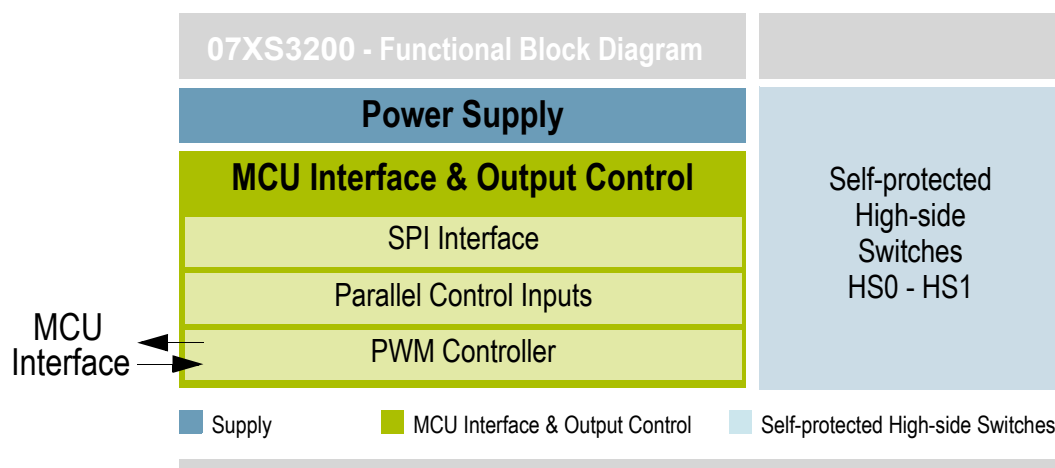 07XS3200 - Functional Block Diagram
Power Supply
MCU Interface & Output Control
SPI Interface
Parallel Control Inputs
PWM Controller
MCU
Interface
Self-protected
High-side
Switches
HS0 - HS1
Supply
MCU Interface & Output Control
Self-protected High-side Switches